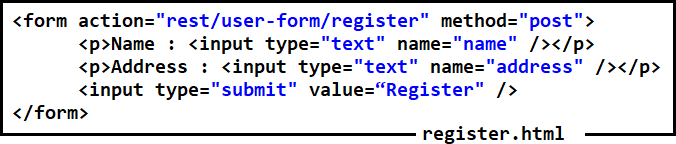 <form action="rest/user-form/register" method="post">
<p>Name : <input type="text" name="name" /></p>
<p>Address : <input type="text" name="address" /></p>
<input type="submit" value=“Register" />
</form>
register.html